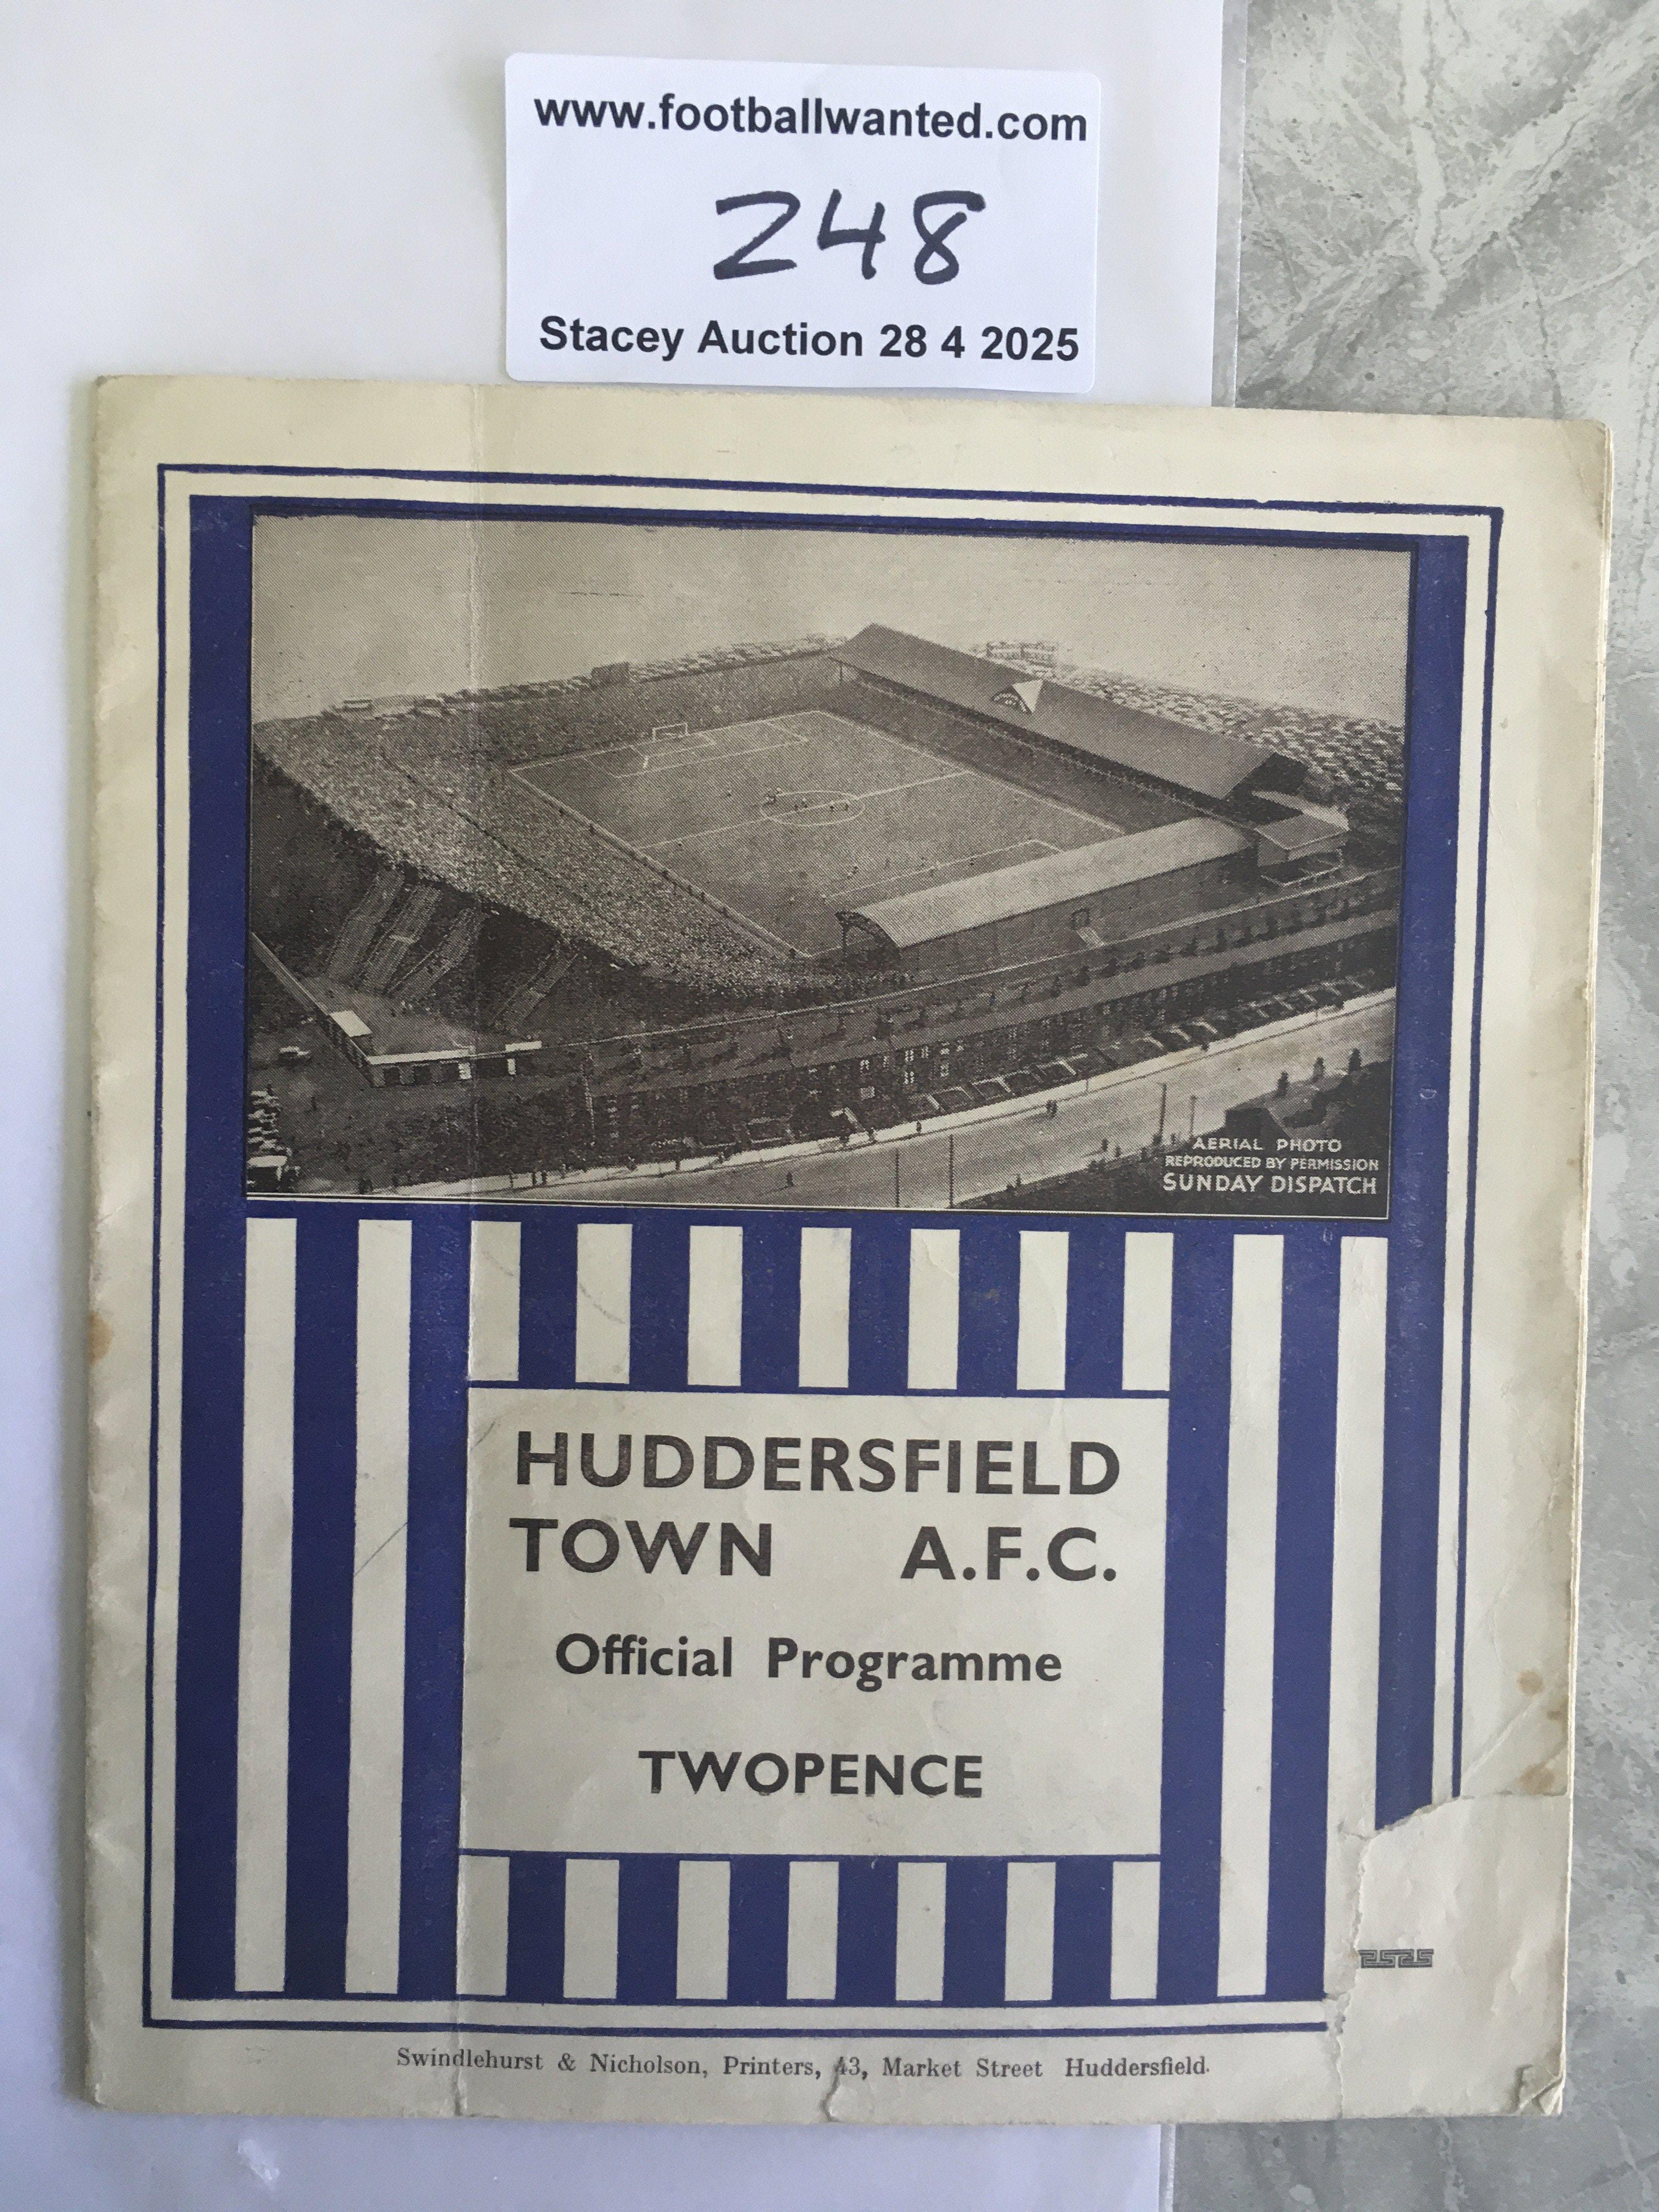 www.footballwanted.com
248
Stacey Auction 28 4 2025
AERIAL PHOTO
REPRODUCED BY PERMISSION
SUNDAY DISPATCH
HUDDERSFIELD
TOWN A.F.C.
Official Programme
TWOPENCE
Swindlehurst & Nicholson, Printers, 43, Market Street Huddersfield.